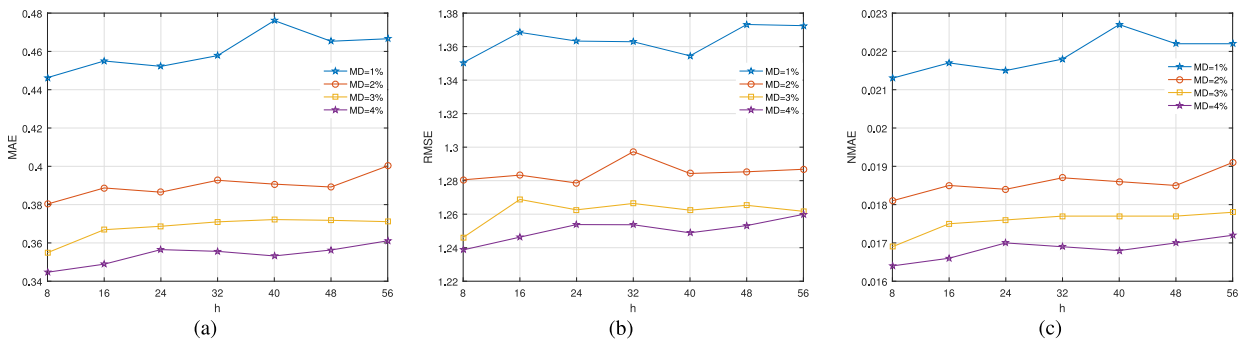 0.48
0.46
0.44
0.42
0.4
0.38
0.36
0.34
MAE
8 16 24 32 40 48 56
h
MD=1%
MD=2%
MD=3%
MD=4%
(a)
1.38
1.36
1.34
1.32
1.3
1.28
1.26
1.24
1.22
RMSE
8 16 24 32 40 48 56
h
MD=1%
MD=2%
MD=3%
MD=4%
(b)
0.023
0.022
0.021
0.02
0.019
0.018
0.017
0.016
NMAE
8 16 24 32 40 48 56
h
MD=1%
MD=2%
MD=3%
MD=4%
(c)